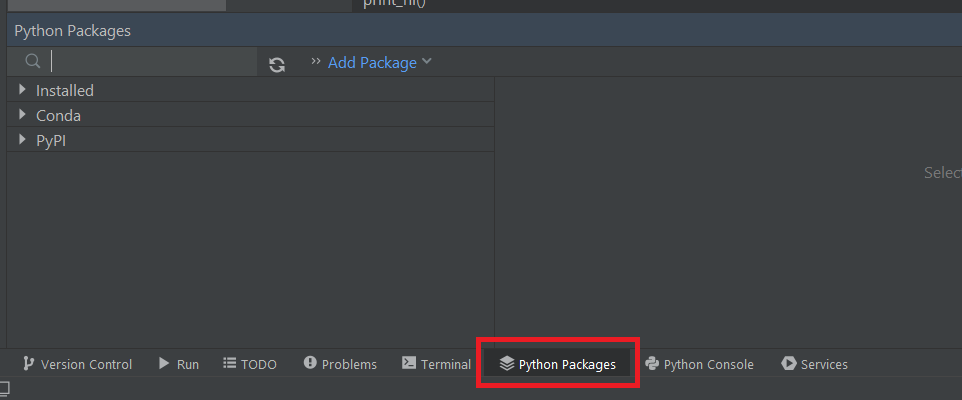 print_hi()
Python Packages
Add Package
Installed
Conda
PyPI
Select
Version Control Run TODO Problems Terminal Python Packages Python Console Services